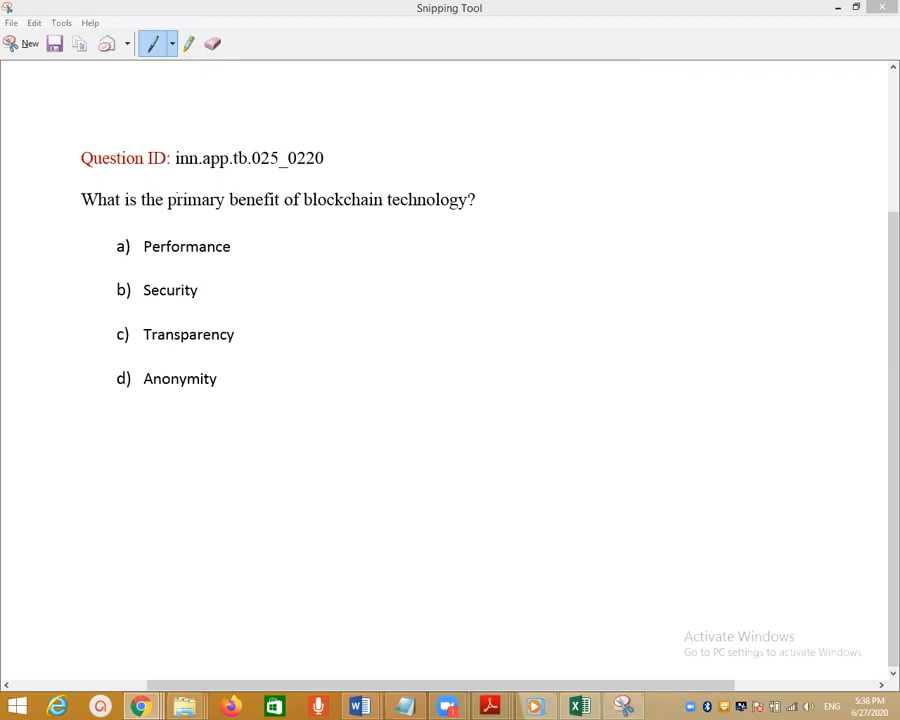 Snipping Tool
File Edit Tools Help
New
Question ID: inn.app.tb.025_0220
What is the primary benefit of blockchain technology?
a) Performance
b) Security
c) Transparency
d) Anonymity
Activate Windows
Go to PC settings to activate Windows.
ENG
5:38 PM
6/27/2020